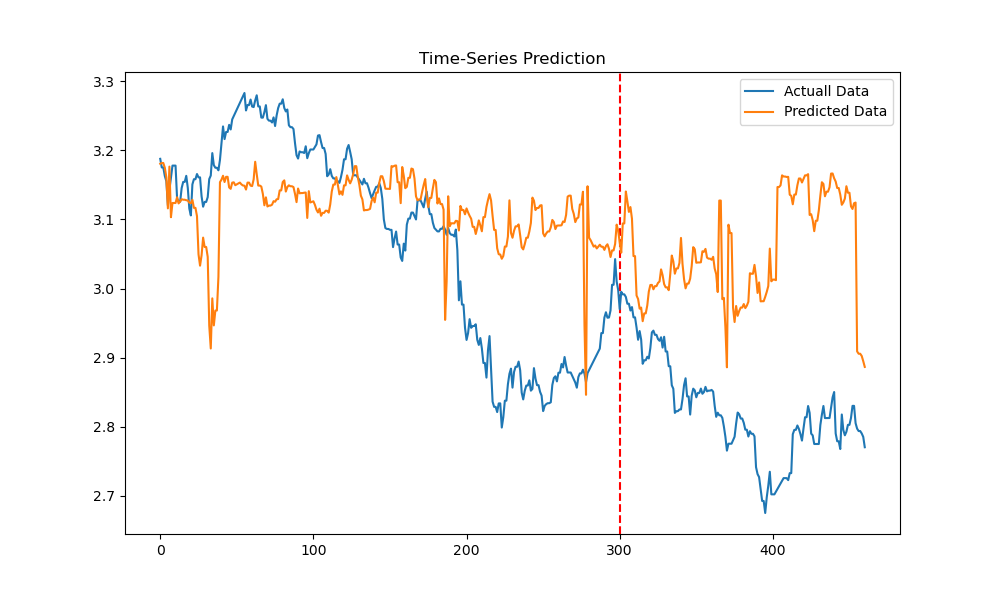 Time-Series Prediction
Actuall Data
Predicted Data
3.3
3.2
3.1
3.0
2.9
2.8
2.7
0 100 200 300 400